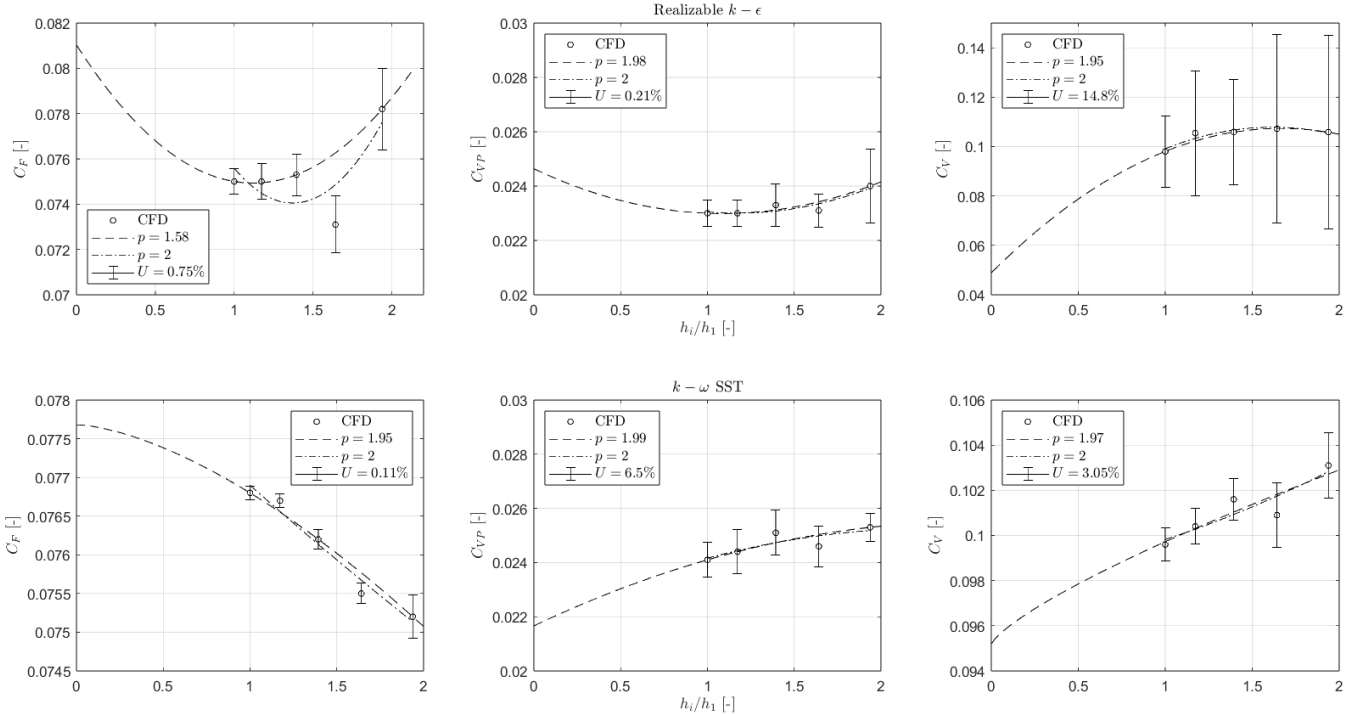 Realizable k − ϵ
0.082
0.08
0.078
0.076
0.074
0.072
0.07
C_F [-]
CFD
p = 1.58
p = 2
U = 0.75%
0 0.5 1 1.5 2
0.03
0.028
0.026
0.024
0.022
0.02
C_{VP} [-]
CFD
p = 1.98
p = 2
U = 0.21%
0 0.5 1 1.5 2
h_i/h_1 [-]
0.14
0.12
0.1
0.08
0.06
0.04
C_V [-]
CFD
p = 1.95
p = 2
U = 14.8%
0 0.5 1 1.5 2
k − ω SST
0.078
0.0775
0.077
0.0765
0.076
0.0755
0.075
0.0745
C_F [-]
CFD
p = 1.95
p = 2
U = 0.11%
0 0.5 1 1.5 2
0.03
0.028
0.026
0.024
0.022
0.02
C_{VP} [-]
CFD
p = 1.99
p = 2
U = 6.5%
0 0.5 1 1.5 2
h_i/h_1 [-]
0.106
0.104
0.102
0.1
0.098
0.096
0.094
C_V [-]
CFD
p = 1.97
p = 2
U = 3.05%
0 0.5 1 1.5 2